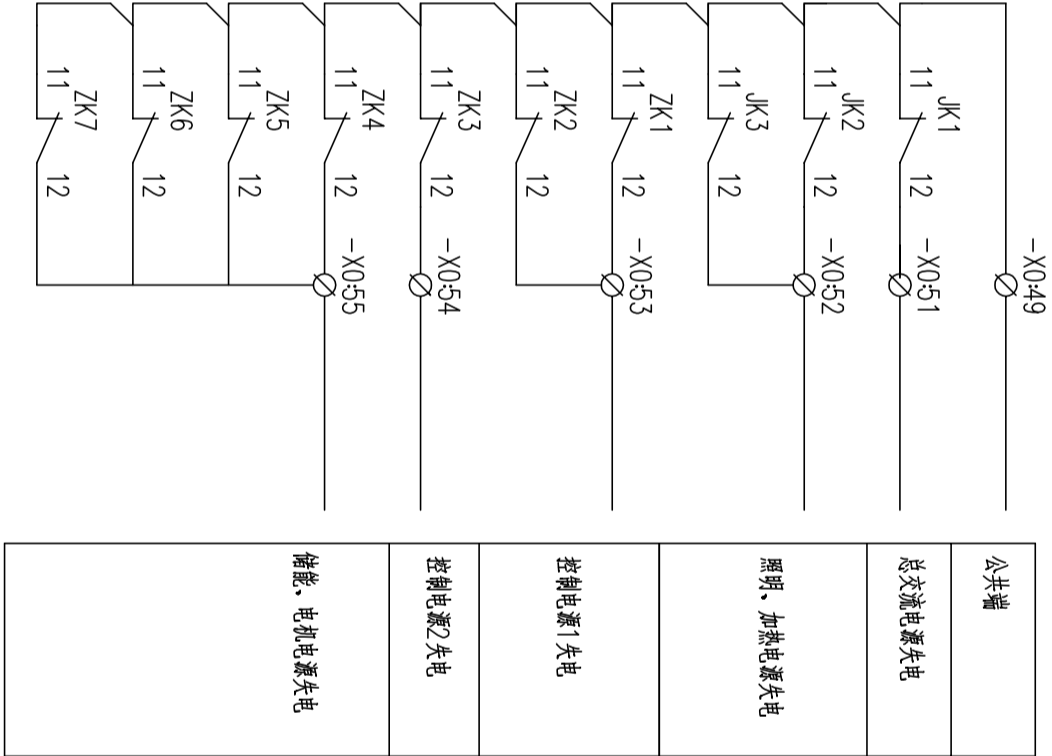 -X0:49
公共端
JK1
11
12
-X0:51
总交流电源失电
JK2
11
12
-X0:52
照明、加热电源失电
JK3
11
12
ZK1
11
12
-X0:53
控制电源1失电
ZK2
11
12
ZK3
11
12
-X0:54
控制电源2失电
ZK4
11
12
-X0:55
储能、电机电源失电
ZK5
11
12
ZK6
11
12
ZK7
11
12